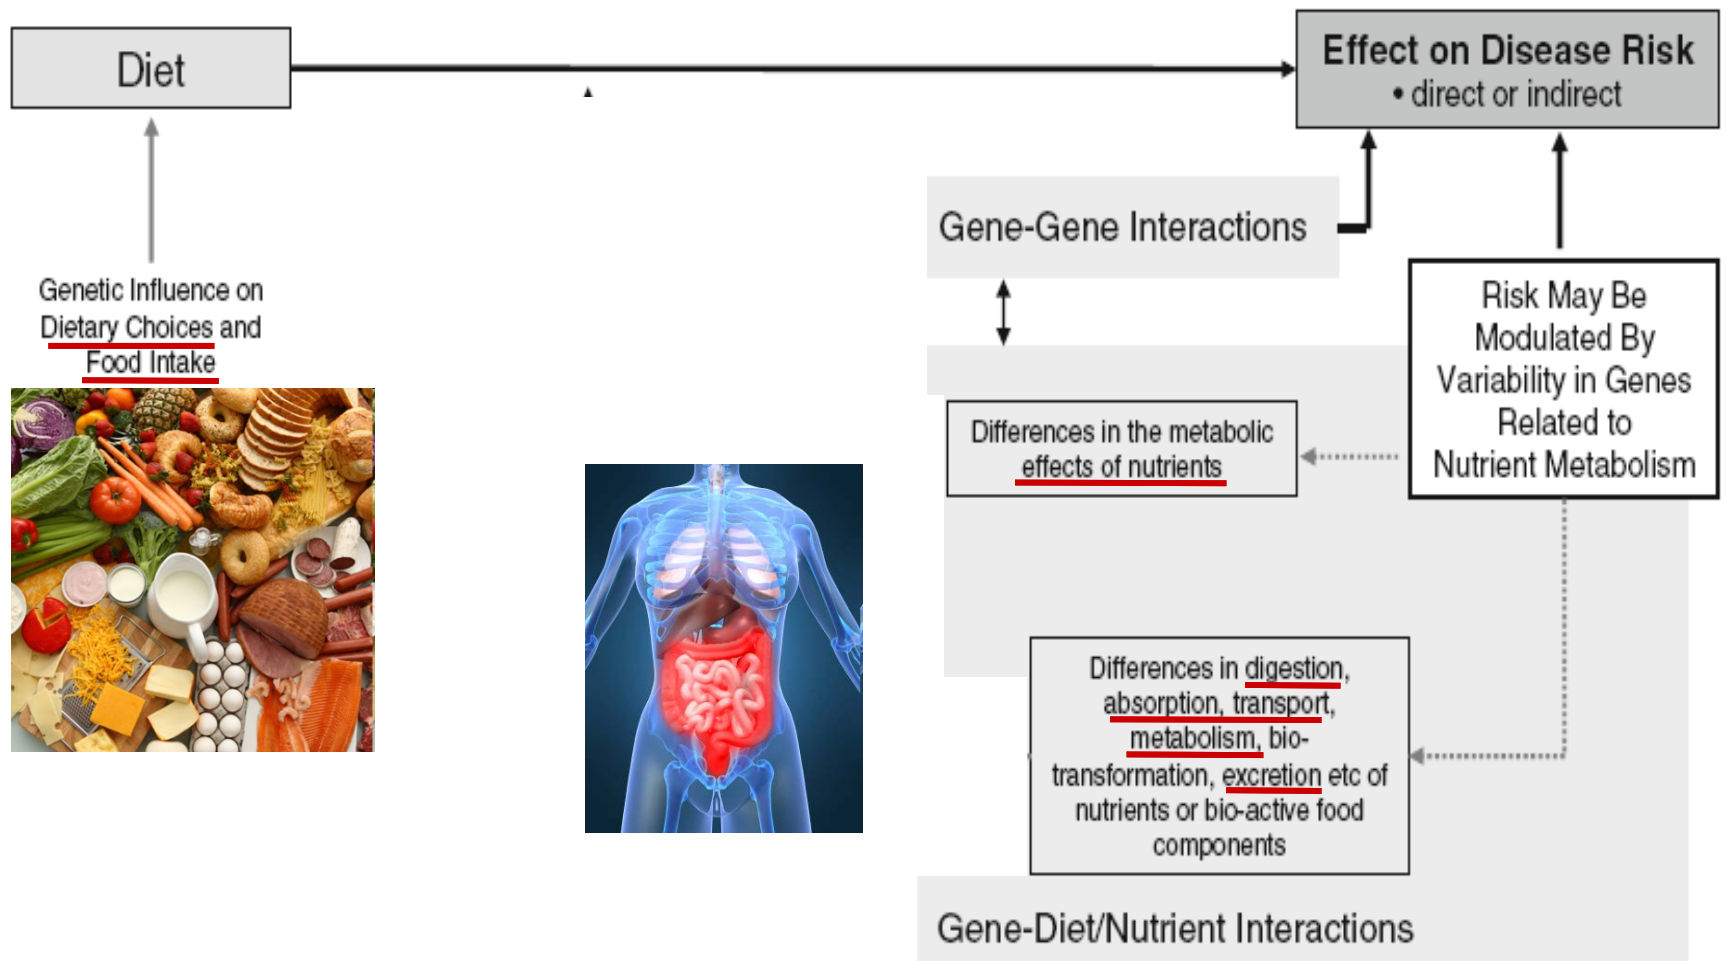 Diet
Effect on Disease Risk
• direct or indirect
Gene-Gene Interactions
Genetic Influence on
Dietary Choices and
Food Intake
Risk May Be
Modulated By
Variability in Genes
Related to
Nutrient Metabolism
Differences in the metabolic
effects of nutrients
Differences in digestion,
absorption, transport,
metabolism, bio-
transformation, excretion etc of
nutrients or bio-active food
components
Gene-Diet/Nutrient Interactions